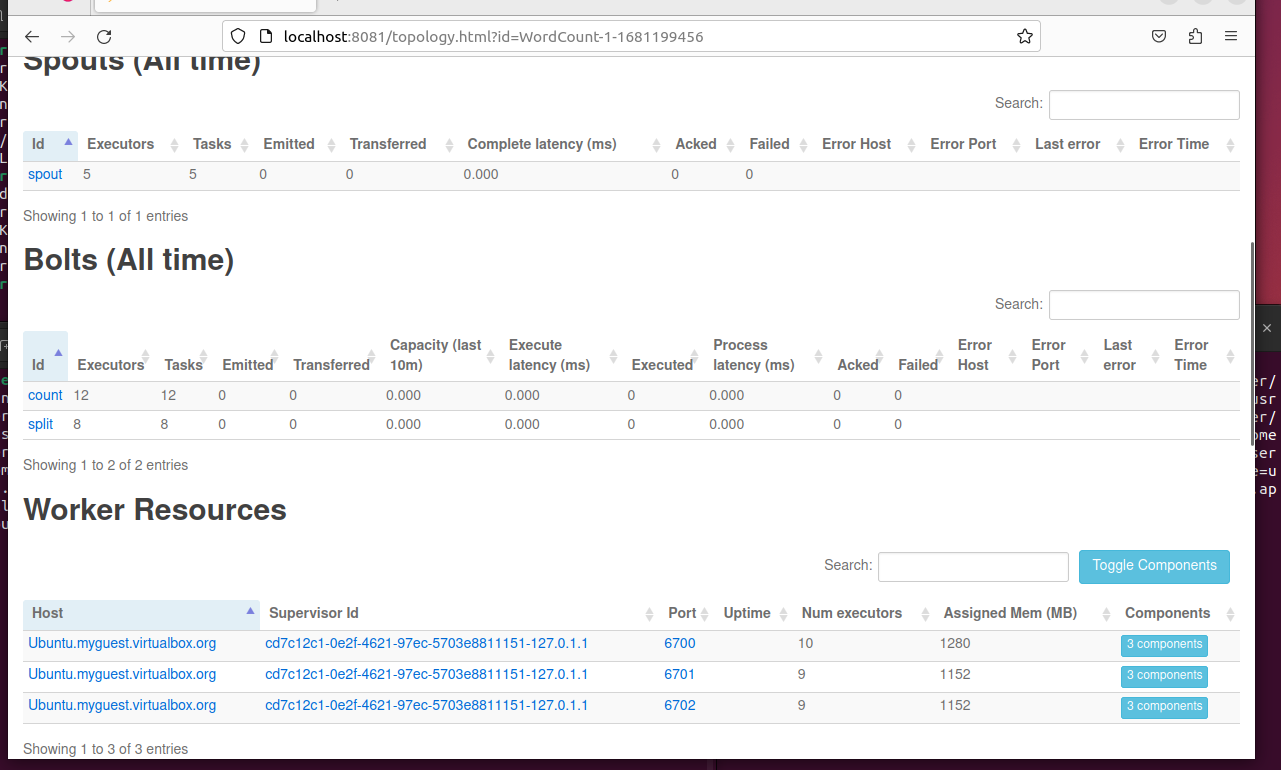 localhost:8081/topology.html?id=WordCount-1-1681199456
Spouts (All time)
Search:
Id Executors Tasks Emitted Transferred Complete latency (ms) Acked Failed Error Host Error Port Last error Error Time
spout 5 5 0 0 0.000 0 0
Showing 1 to 1 of 1 entries
Bolts (All time)
Search:
Id Executors Tasks Emitted Transferred Capacity (last 10m) Execute latency (ms) Executed Process latency (ms) Acked Failed Error Host Error Port Last error Error Time
count 12 12 0 0 0.000 0.000 0 0.000 0 0
split 8 8 0 0 0.000 0.000 0 0.000 0 0
Showing 1 to 2 of 2 entries
Worker Resources
Search: Toggle Components
Host Supervisor Id Port Uptime Num executors Assigned Mem (MB) Components
Ubuntu.myguest.virtualbox.org cd7c12c1-0e2f-4621-97ec-5703e8811151-127.0.1.1 6700 10 1280 3 components
Ubuntu.myguest.virtualbox.org cd7c12c1-0e2f-4621-97ec-5703e8811151-127.0.1.1 6701 9 1152 3 components
Ubuntu.myguest.virtualbox.org cd7c12c1-0e2f-4621-97ec-5703e8811151-127.0.1.1 6702 9 1152 3 components
Showing 1 to 3 of 3 entries